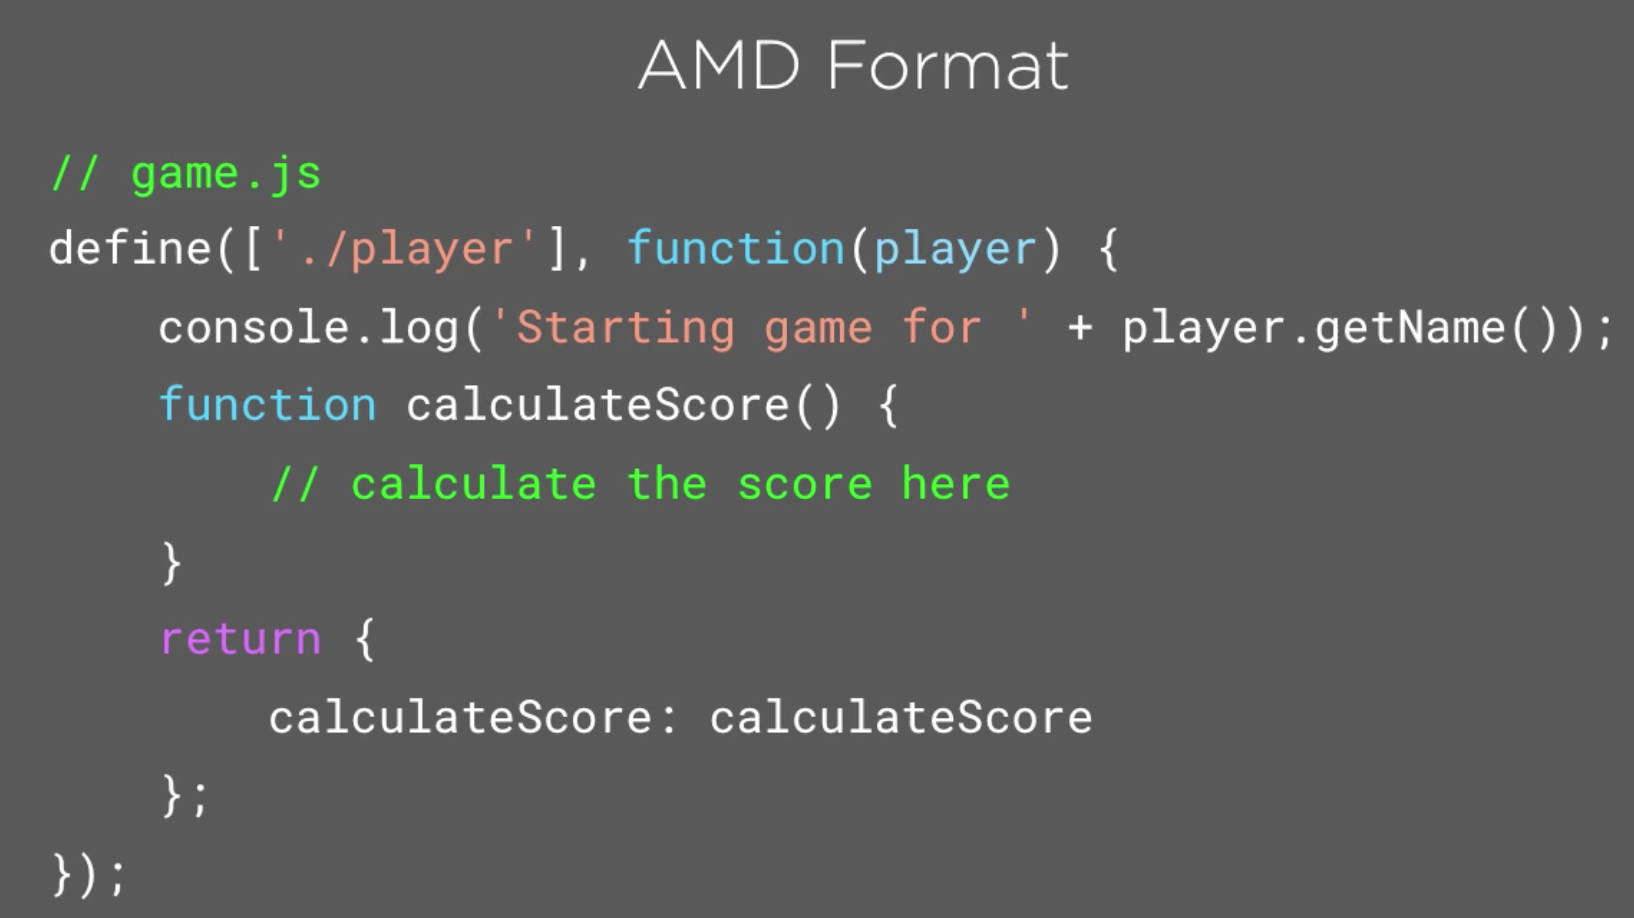 AMD Format
// game.js
define(['./player'], function(player) {
    console.log('Starting game for ' + player.getName());
    function calculateScore() {
        // calculate the score here
    }
    return {
        calculateScore: calculateScore
    };
});